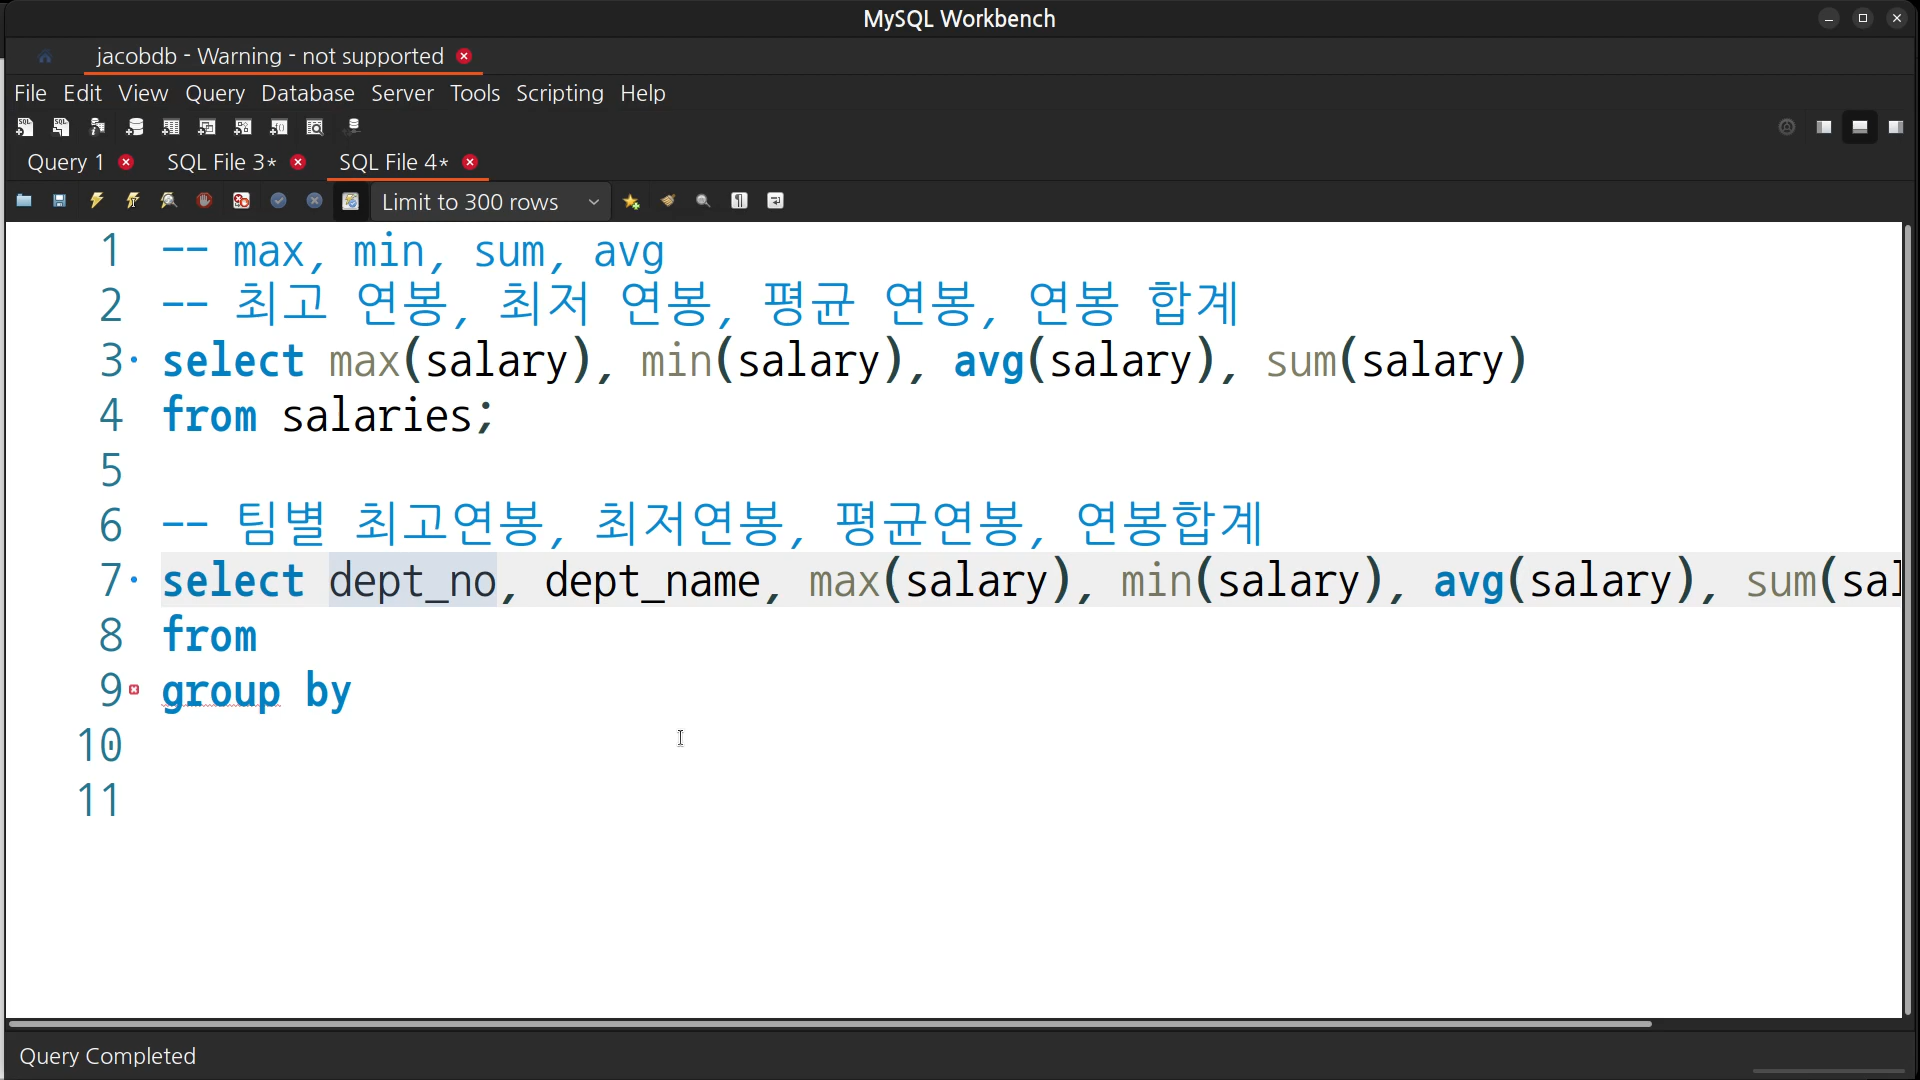 MySQL Workbench
jacobdb - Warning - not supported
File Edit View Query Database Server Tools Scripting Help
Query 1 SQL File 3* SQL File 4*
Limit to 300 rows
1 -- max, min, sum, avg
2 -- 최고 연봉, 최저 연봉, 평균 연봉, 연봉 합계
3 select max(salary), min(salary), avg(salary), sum(salary)
4 from salaries;
5
6 -- 팀별 최고연봉, 최저연봉, 평균연봉, 연봉합계
7 select dept_no, dept_name, max(salary), min(salary), avg(salary), sum(sal
8 from
9 group by
10
11
Query Completed